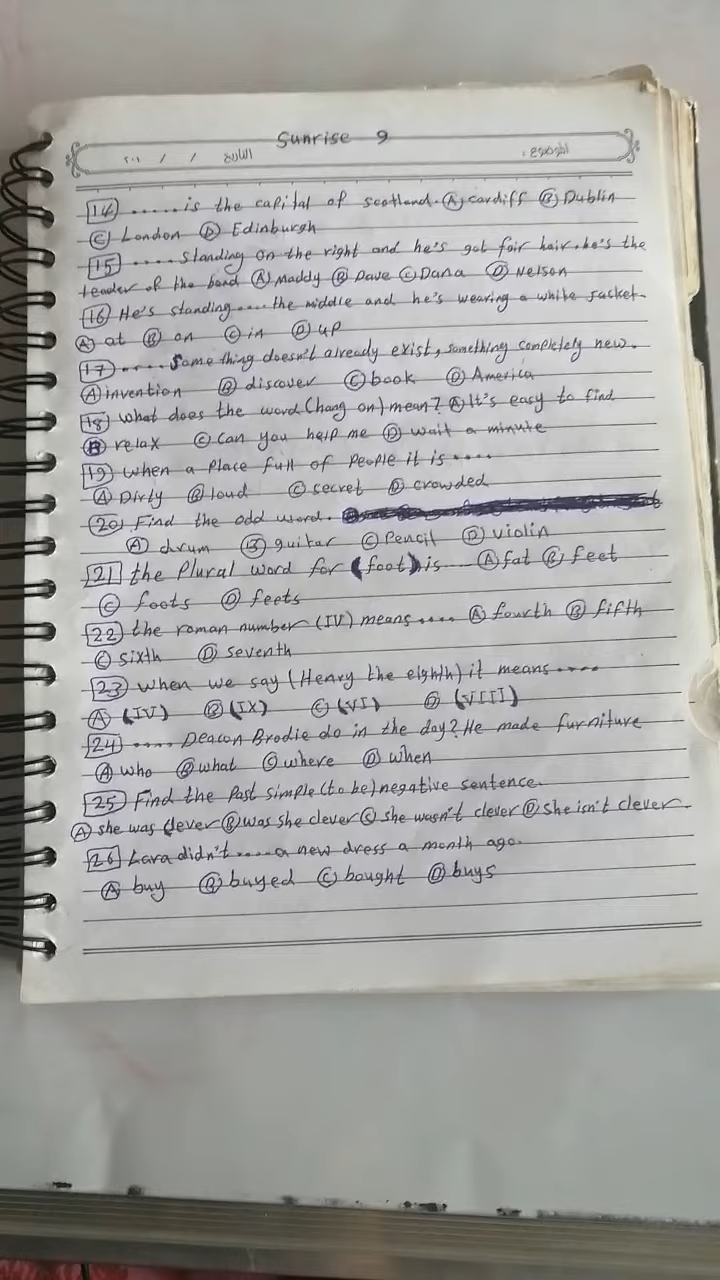 Sunrise 9
الموضوع : التاريخ / / ٢٠١
14 ..... is the capital of scotland. Ⓐ cardiff Ⓑ Dublin
Ⓒ London Ⓓ Edinburgh
15 ..... standing on the right and he's got fair hair. he's the
leader of the band Ⓐ Maddy Ⓑ Dave Ⓒ Dana Ⓓ Nelson
16 He's standing .... the middle and he's wearing a white jacket.
Ⓐ at Ⓑ on Ⓒ in Ⓓ up
17 ..... Something doesn't already exist, something completely new.
Ⓐ invention Ⓑ discover Ⓒ book Ⓓ America
18 What does the word (hang on) mean? Ⓐ It's easy to find
Ⓑ relax Ⓒ Can you help me Ⓓ wait a minute
19 when a place full of people it is ....
Ⓐ Dirty Ⓑ loud Ⓒ secret Ⓓ crowded
20 Find the odd word.
Ⓐ drum Ⓑ guitar Ⓒ Pencil Ⓓ violin
21 the Plural word for (foot) is .... Ⓐ fat Ⓑ feet
Ⓒ foots Ⓓ feets
22 the roman number (IV) means .... Ⓐ fourth Ⓑ fifth
Ⓒ sixth Ⓓ seventh
23 when we say (Henry the eighth) it means ....
Ⓐ (IV) Ⓑ (IX) Ⓒ (VI) Ⓓ (VIII)
24 .... Deacon Brodie do in the day? He made furniture
Ⓐ who Ⓑ what Ⓒ where Ⓓ when
25 Find the Past simple (to be) negative sentence.
Ⓐ she was clever Ⓑ was she clever Ⓒ she wasn't clever Ⓓ she isn't clever.
26 Lara didn't .... a new dress a month ago.
Ⓐ buy Ⓑ buyed Ⓒ bought Ⓓ buys